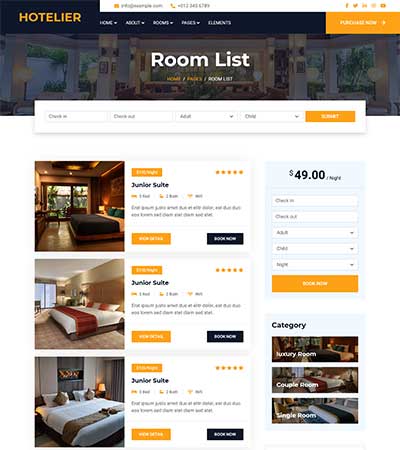 HOTELIER
info@example.com +012 345 6789
HOME ABOUT ROOMS PAGES ELEMENTS
PURCHASE NOW
Room List
HOME / PAGES / ROOM LIST
Check in Check out Adult Child SUBMIT
$110/Night
Junior Suite
3 Bed 2 Bath Wifi
Erat ipsum justo amet duo et elitr dolor, est duo duo eos lorem sed diam stet diam sed stet.
VIEW DETAIL BOOK NOW
$110/Night
Junior Suite
3 Bed 2 Bath Wifi
Erat ipsum justo amet duo et elitr dolor, est duo duo eos lorem sed diam stet diam sed stet.
VIEW DETAIL BOOK NOW
Junior Suite
3 Bed 2 Bath Wifi
Erat ipsum justo amet duo et elitr dolor, est duo duo eos lorem sed diam stet diam sed stet.
VIEW DETAIL BOOK NOW
$49.00 / Night
Check in
Check out
Adult
Child
Night
BOOK NOW
Category
luxury Room
Couple Room
Single Room